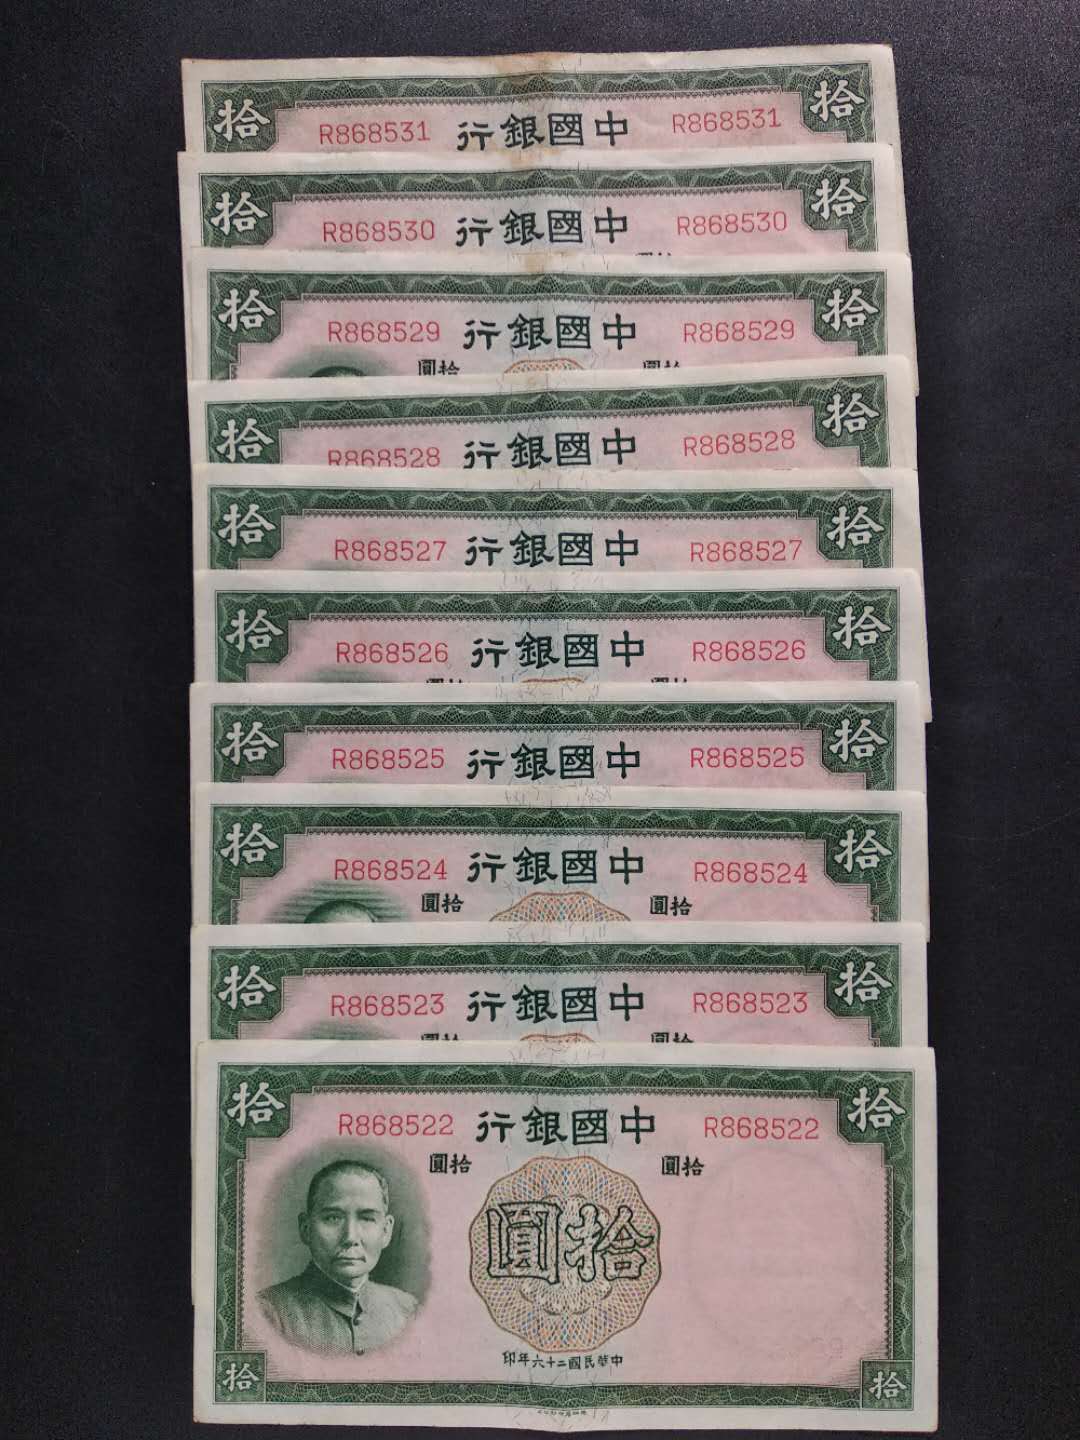 拾 R868531 中國銀行 R868531 拾
拾 R868530 中國銀行 R868530 拾
拾 R868529 中國銀行 R868529 拾
拾圓 拾圓
拾 R868528 中國銀行 R868528 拾
拾 R868527 中國銀行 R868527 拾
拾 R868526 中國銀行 R868526 拾
拾 R868525 中國銀行 R868525 拾
拾 R868524 中國銀行 R868524 拾
拾圓 拾圓
拾 R868523 中國銀行 R868523 拾
拾 R868522 中國銀行 R868522 拾
拾圓 拾圓
拾圓
中華民國二十六年印
拾 拾